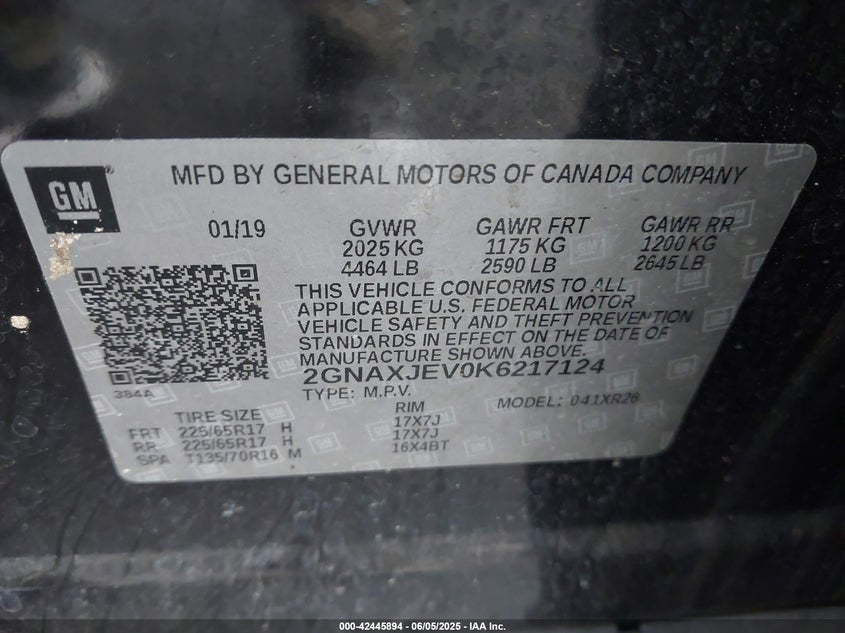 GM
MFD BY GENERAL MOTORS OF CANADA COMPANY
01/19 GVWR GAWR FRT GAWR RR
2025 KG 1175 KG 1200 KG
4464 LB 2590 LB 2645 LB
THIS VEHICLE CONFORMS TO ALL
APPLICABLE U.S. FEDERAL MOTOR
VEHICLE SAFETY AND THEFT PREVENTION
STANDARDS IN EFFECT ON THE DATE OF
MANUFACTURE SHOWN ABOVE.
2GNAXJEV0K6217124
384A TYPE: M.P.V. MODEL: 041XR26
TIRE SIZE RIM
FRT 225/65R17 H 17X7J
RR 225/65R17 H 17X7J
SPA T135/70R16 M 16X4BT
000-42445894 | 06/05/2025 - IAA Inc.